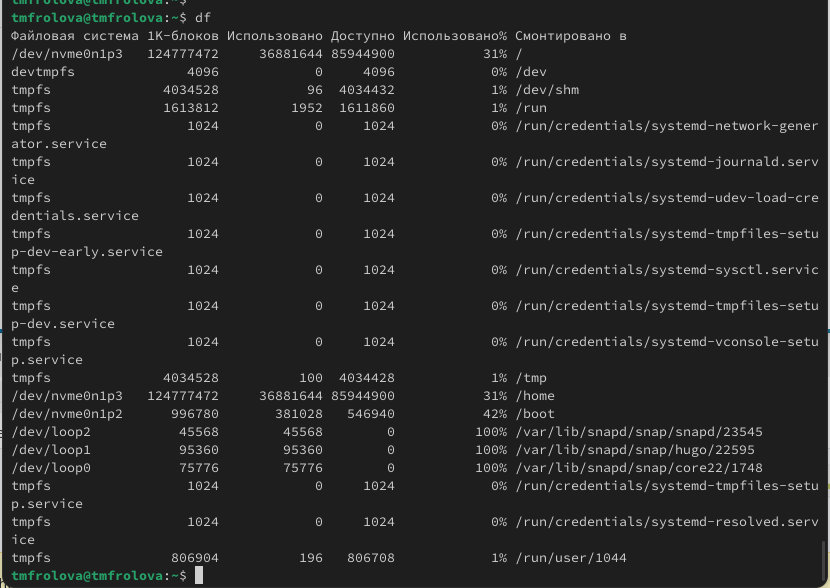 tmfrolova@tmfrolova:~$
tmfrolova@tmfrolova:~$ df
Файловая система 1K-блоков Использовано Доступно Использовано% Cмонтировано в
/dev/nvme0n1p3   124777472     36881644 85944900           31% /
devtmpfs              4096            0     4096            0% /dev
tmpfs              4034528           96  4034432            1% /dev/shm
tmpfs              1613812         1952  1611860            1% /run
tmpfs                 1024            0     1024            0% /run/credentials/systemd-network-gener
ator.service
tmpfs                 1024            0     1024            0% /run/credentials/systemd-journald.serv
ice
tmpfs                 1024            0     1024            0% /run/credentials/systemd-udev-load-cre
dentials.service
tmpfs                 1024            0     1024            0% /run/credentials/systemd-tmpfiles-setu
p-dev-early.service
tmpfs                 1024            0     1024            0% /run/credentials/systemd-sysctl.servic
e
tmpfs                 1024            0     1024            0% /run/credentials/systemd-tmpfiles-setu
p-dev.service
tmpfs                 1024            0     1024            0% /run/credentials/systemd-vconsole-setu
p.service
tmpfs              4034528          100  4034428            1% /tmp
/dev/nvme0n1p3   124777472     36881644 85944900           31% /home
/dev/nvme0n1p2      996780       381028   546940           42% /boot
/dev/loop2           45568        45568        0          100% /var/lib/snapd/snap/snapd/23545
/dev/loop1           95360        95360        0          100% /var/lib/snapd/snap/hugo/22595
/dev/loop0           75776        75776        0          100% /var/lib/snapd/snap/core22/1748
tmpfs                 1024            0     1024            0% /run/credentials/systemd-tmpfiles-setu
p.service
tmpfs                 1024            0     1024            0% /run/credentials/systemd-resolved.serv
ice
tmpfs               806904          196   806708            1% /run/user/1044
tmfrolova@tmfrolova:~$